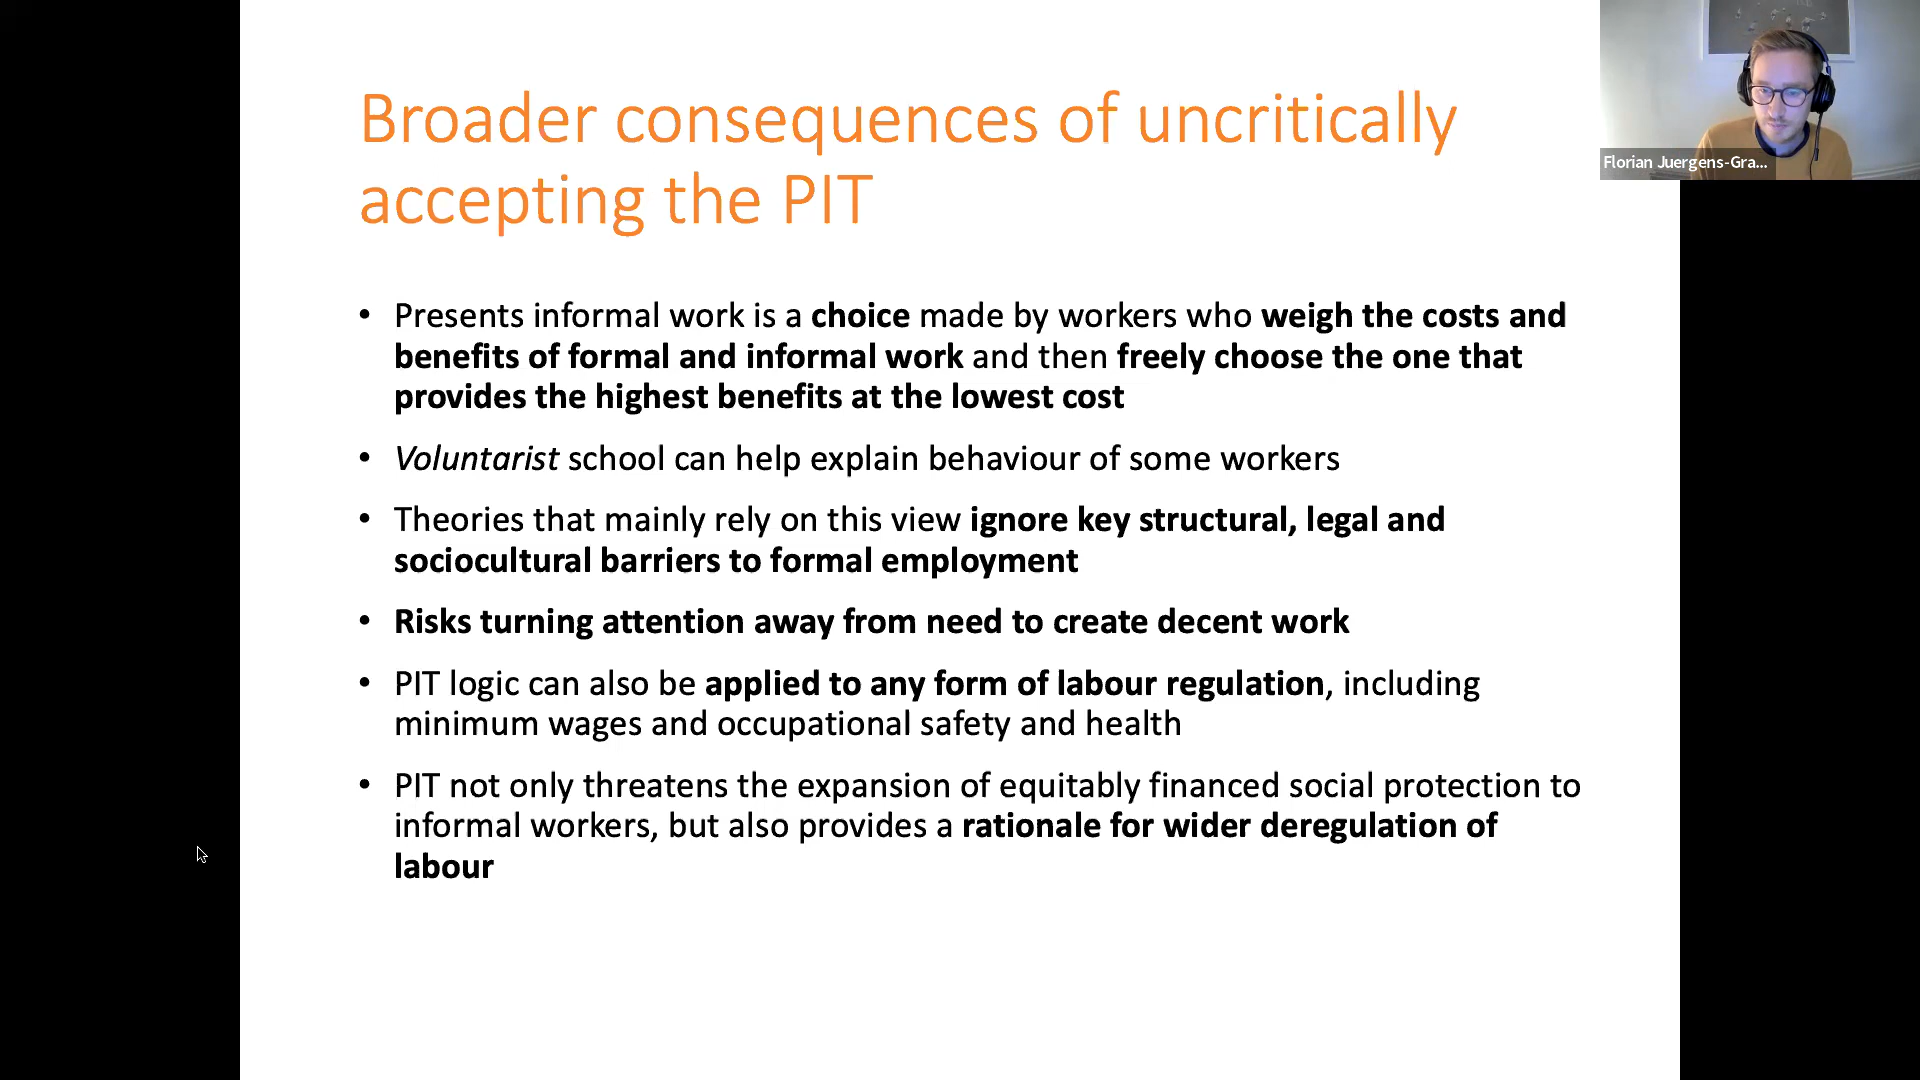 Broader consequences of uncritically
accepting the PIT
Florian Juergens-Gra...
• Presents informal work is a choice made by workers who weigh the costs and
benefits of formal and informal work and then freely choose the one that
provides the highest benefits at the lowest cost
• Voluntarist school can help explain behaviour of some workers
• Theories that mainly rely on this view ignore key structural, legal and
sociocultural barriers to formal employment
• Risks turning attention away from need to create decent work
• PIT logic can also be applied to any form of labour regulation, including
minimum wages and occupational safety and health
• PIT not only threatens the expansion of equitably financed social protection to
informal workers, but also provides a rationale for wider deregulation of
labour